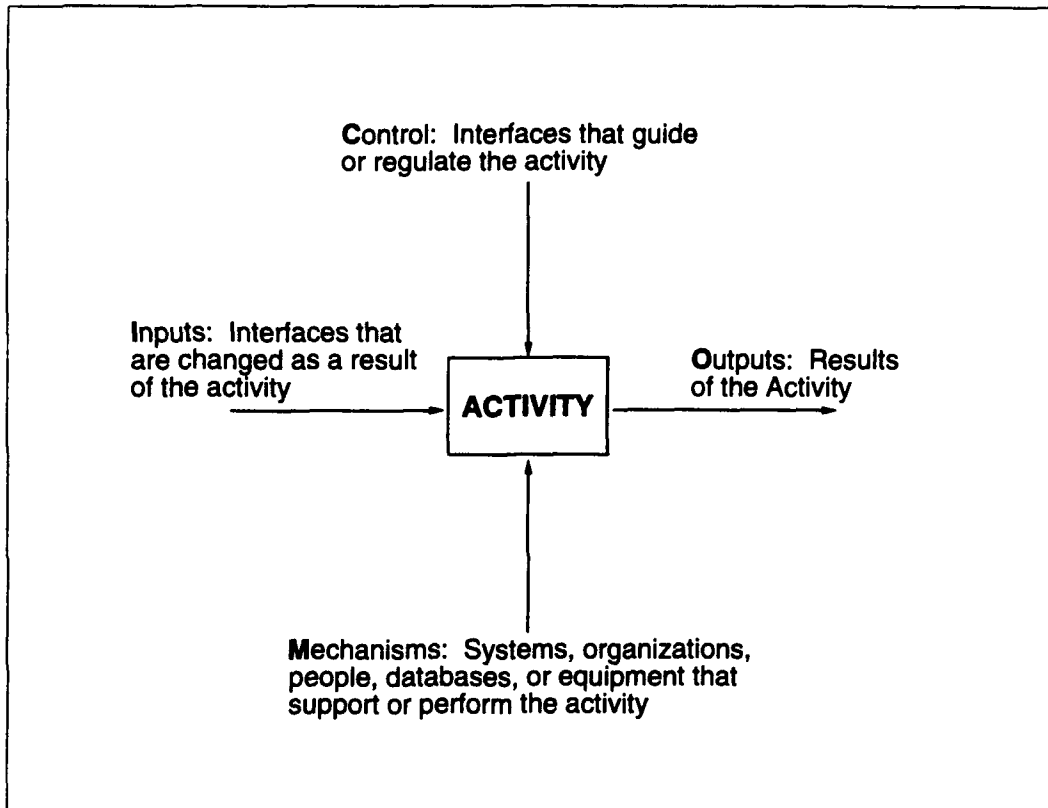 Control: Interfaces that guide
or regulate the activity
Inputs: Interfaces that
are changed as a result
of the activity
ACTIVITY
Outputs: Results
of the Activity
Mechanisms: Systems, organizations,
people, databases, or equipment that
support or perform the activity